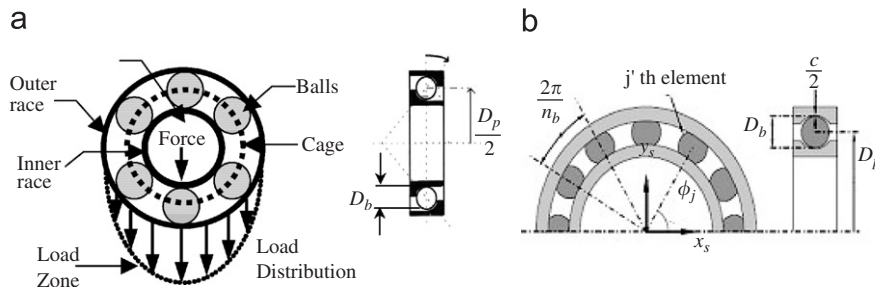 a
Outer
race
Inner
race
Force
Balls
Cage
Load
Zone
Load
Distribution
D_p
2
D_b
b
2π
n_b
j' th element
y_s
ϕ_j
x_s
c
2
D_b